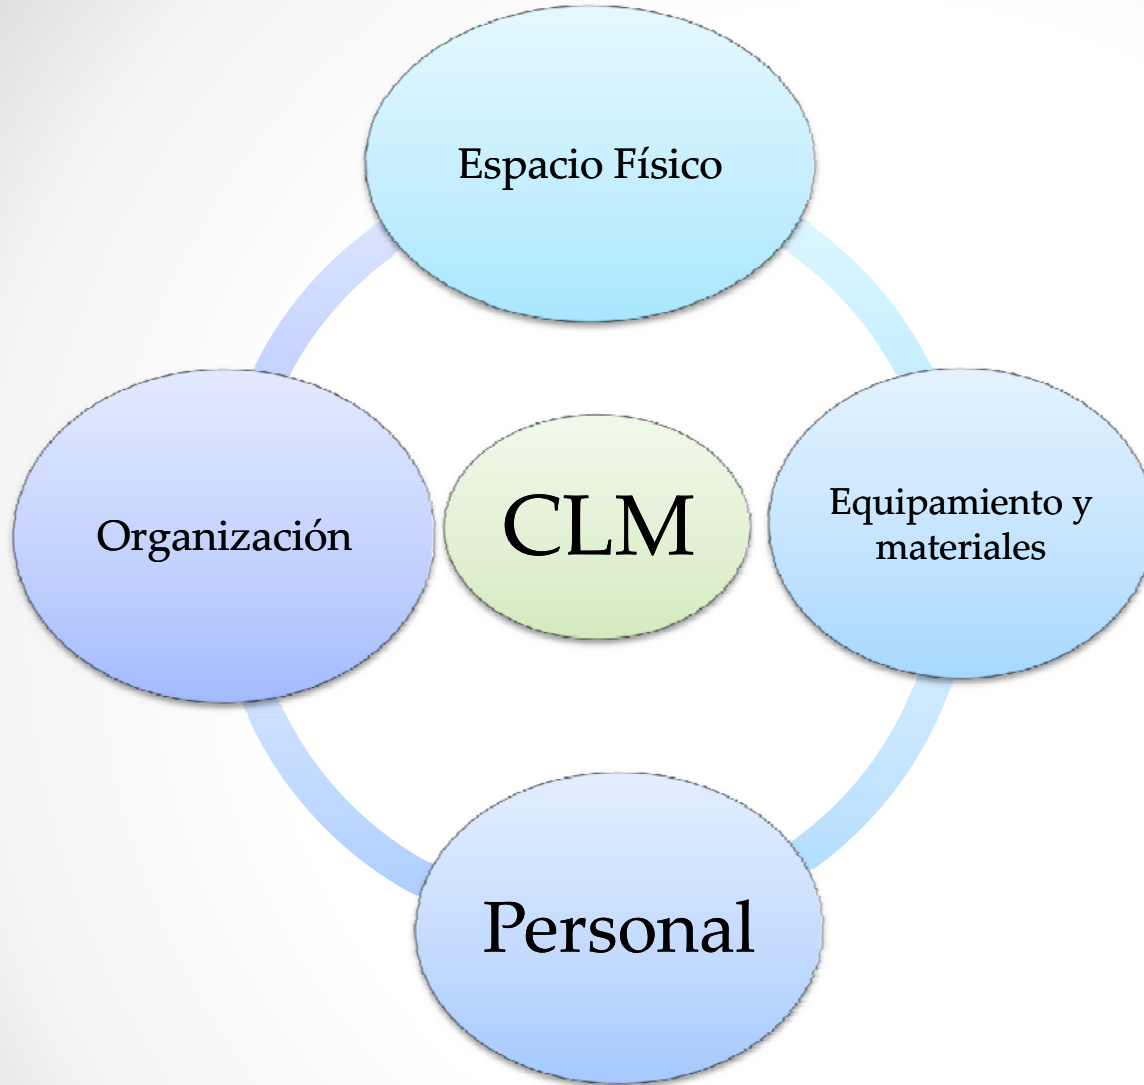 Espacio Físico
Organización
CLM
Equipamiento y
materiales
Personal